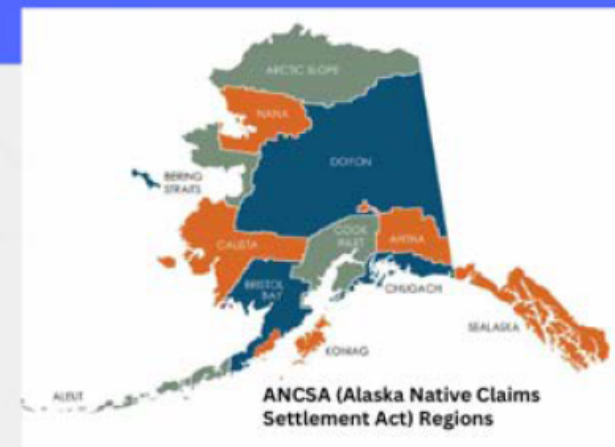 ARCTIC SLOPE
NANA
DOYON
BERING
STRAITS
COOK
INLET
AHTNA
CALISTA
BRISTOL
BAY
CHUGACH
SEALASKA
KONIAG
ALEUT
ANCSA (Alaska Native Claims
Settlement Act) Regions